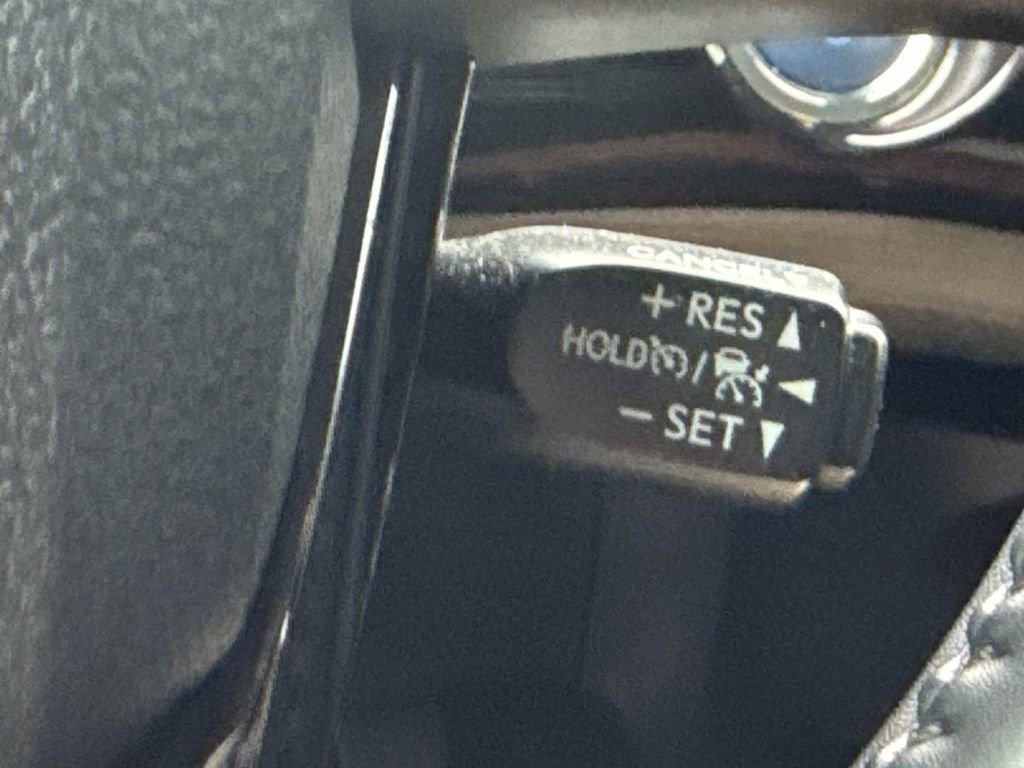 CANCEL
+ RES ▲
HOLD / ◀
− SET ▼